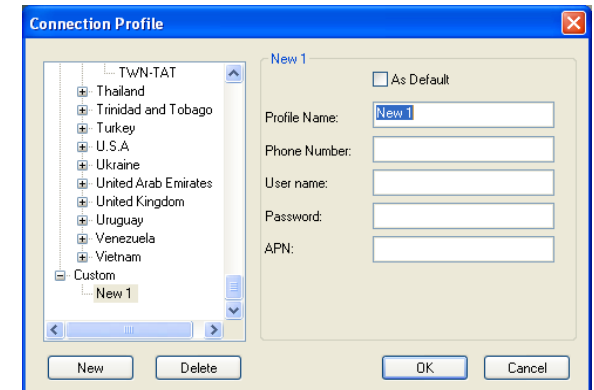 Connection Profile
TWN-TAT
Thailand
Trinidad and Tobago
Turkey
U.S.A
Ukraine
United Arab Emirates
United Kingdom
Uruguay
Venezuela
Vietnam
Custom
New 1
New 1
As Default
Profile Name: New 1
Phone Number:
User name:
Password:
APN:
New Delete OK Cancel